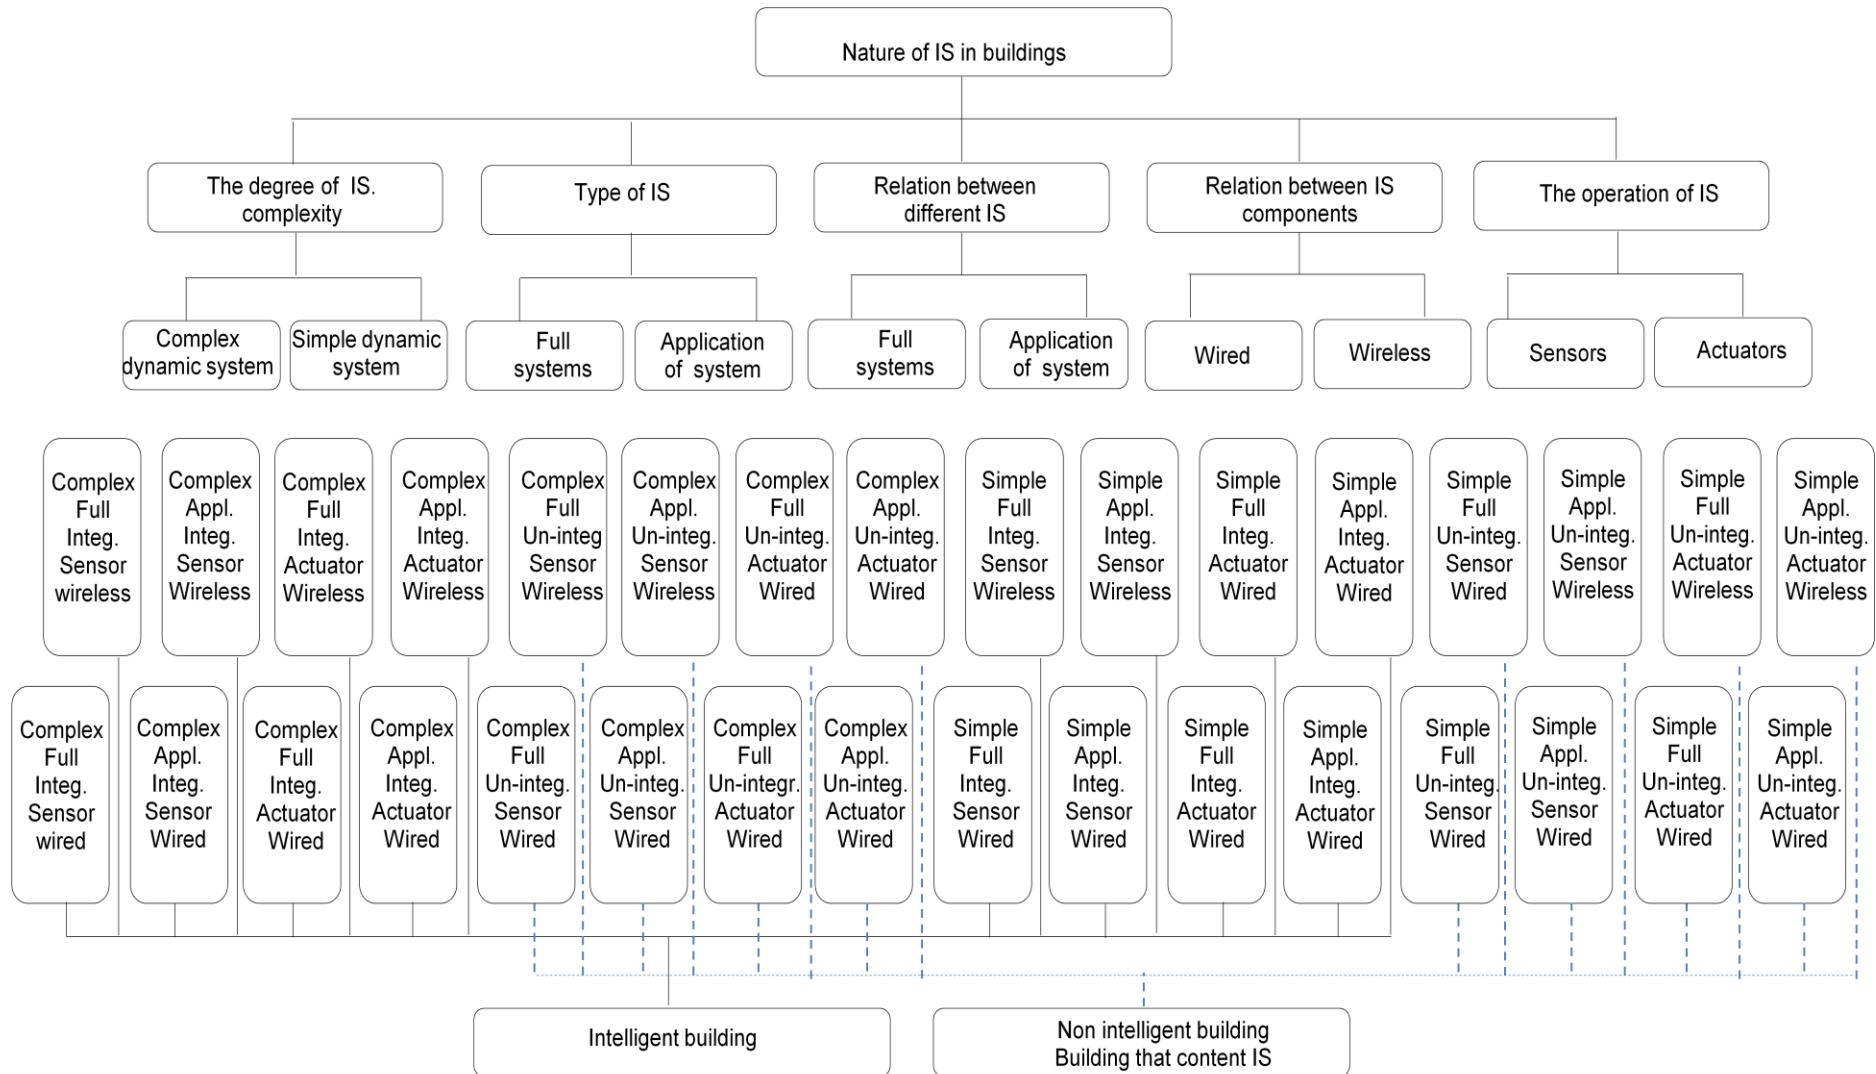 Nature of IS in buildings
The degree of IS.
complexity
Type of IS
Relation between
different IS
Relation between IS
components
The operation of IS
Complex
dynamic system
Simple dynamic
system
Full
systems
Application
of system
Full
systems
Application
of system
Wired
Wireless
Sensors
Actuators
Complex
Full
Integ.
Sensor
wireless
Complex
Appl.
Integ.
Sensor
Wireless
Complex
Full
Integ.
Actuator
Wireless
Complex
Appl.
Integ.
Actuator
Wireless
Complex
Full
Un-integ
Sensor
Wireless
Complex
Appl.
Un-integ.
Sensor
Wireless
Complex
Full
Un-integ.
Actuator
Wired
Complex
Appl.
Un-integ.
Actuator
Wired
Simple
Full
Integ.
Sensor
Wireless
Simple
Appl.
Integ.
Sensor
Wireless
Simple
Full
Integ.
Actuator
Wired
Simple
Appl.
Integ.
Actuator
Wired
Simple
Full
Un-integ.
Sensor
Wired
Simple
Appl.
Un-integ.
Sensor
Wireless
Simple
Full
Un-integ.
Actuator
Wireless
Simple
Appl.
Un-integ.
Actuator
Wireless
Complex
Full
Integ.
Sensor
wired
Complex
Appl.
Integ.
Sensor
Wired
Complex
Full
Integ.
Actuator
Wired
Complex
Appl.
Integ.
Actuator
Wired
Complex
Full
Un-integ.
Sensor
Wired
Complex
Appl.
Un-integ.
Sensor
Wired
Complex
Full
Un-integr.
Actuator
Wired
Complex
Appl.
Un-integ.
Actuator
Wired
Simple
Full
Integ.
Sensor
Wired
Simple
Appl.
Integ.
Sensor
Wired
Simple
Full
Integ.
Actuator
Wired
Simple
Appl.
Integ.
Actuator
Wired
Simple
Full
Un-integ.
Sensor
Wired
Simple
Appl.
Un-integ.
Sensor
Wired
Simple
Full
Un-integ.
Actuator
Wired
Simple
Appl.
Un-integ.
Actuator
Wired
Intelligent building
Non intelligent building
Building that content IS